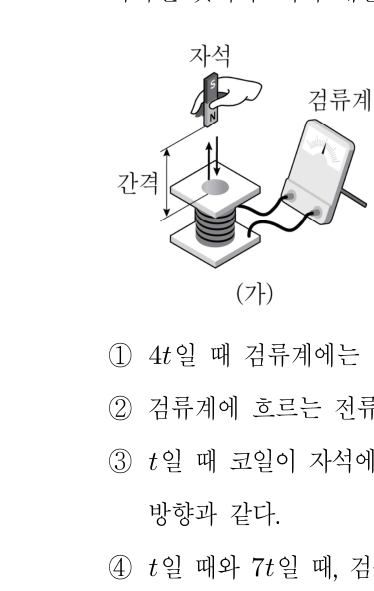 자석
S
N
검류계
간격
(가)
① 4t일 때 검류계에는
② 검류계에 흐르는 전류
③ t일 때 코일이 자석에
방향과 같다.
④ t일 때와 7t일 때, 검